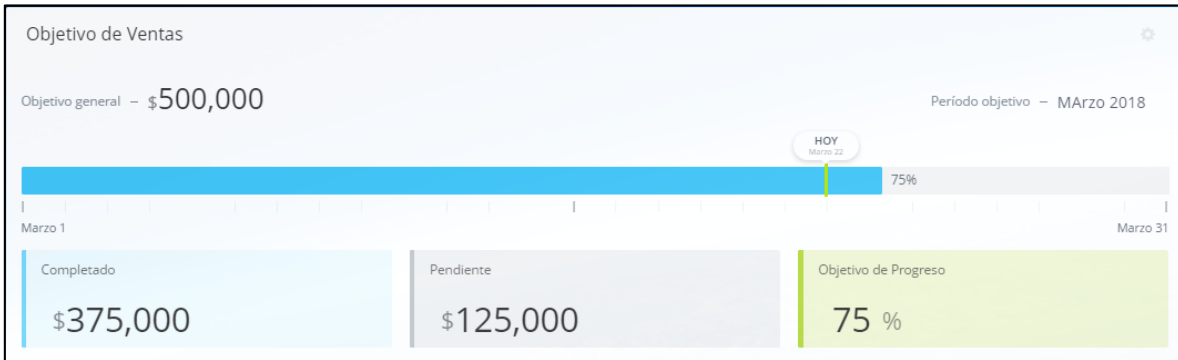 Objetivo de Ventas
Objetivo general – $500,000
Período objetivo – MArzo 2018
HOY
Marzo 22
75%
Marzo 1
Marzo 31
Completado
$375,000
Pendiente
$125,000
Objetivo de Progreso
75 %